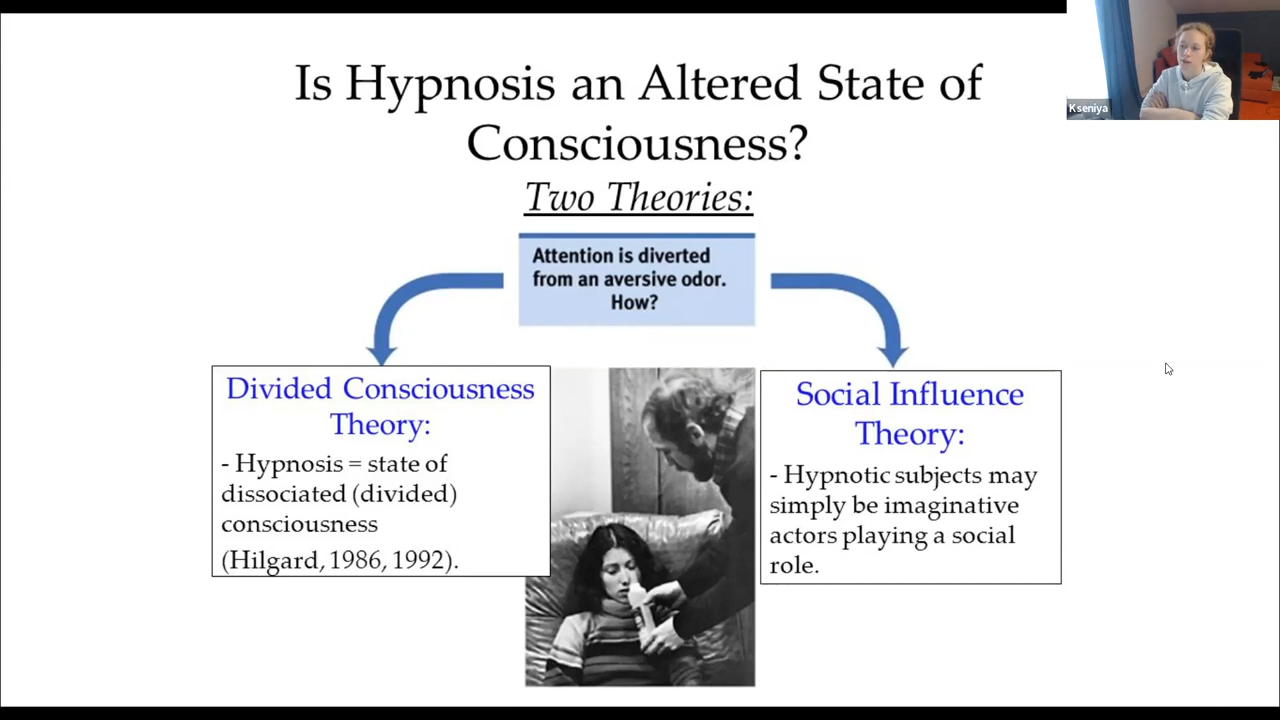 Is Hypnosis an Altered State of
Consciousness?
Two Theories:
Attention is diverted
from an aversive odor.
How?
Divided Consciousness
Theory:
- Hypnosis = state of
dissociated (divided)
consciousness
(Hilgard, 1986, 1992).
Social Influence
Theory:
- Hypnotic subjects may
simply be imaginative
actors playing a social
role.
Kseniya